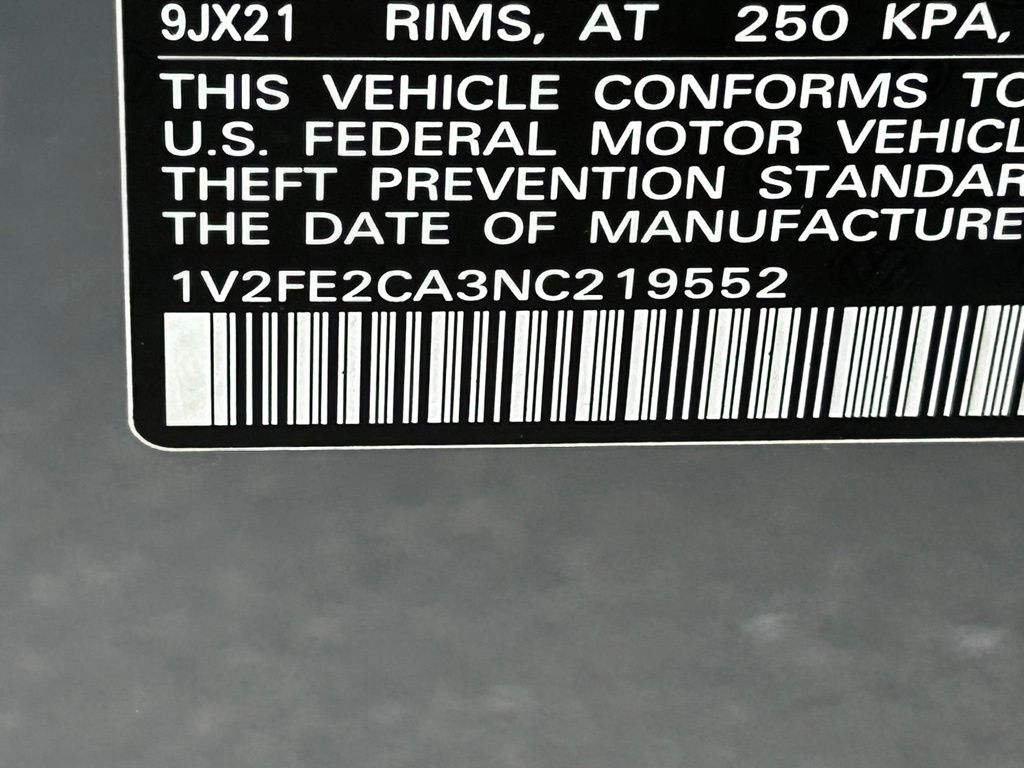 9JX21 RIMS, AT 250 KPA,
THIS VEHICLE CONFORMS TO
U.S. FEDERAL MOTOR VEHICL
THEFT PREVENTION STANDAR
THE DATE OF MANUFACTURE
1V2FE2CA3NC219552